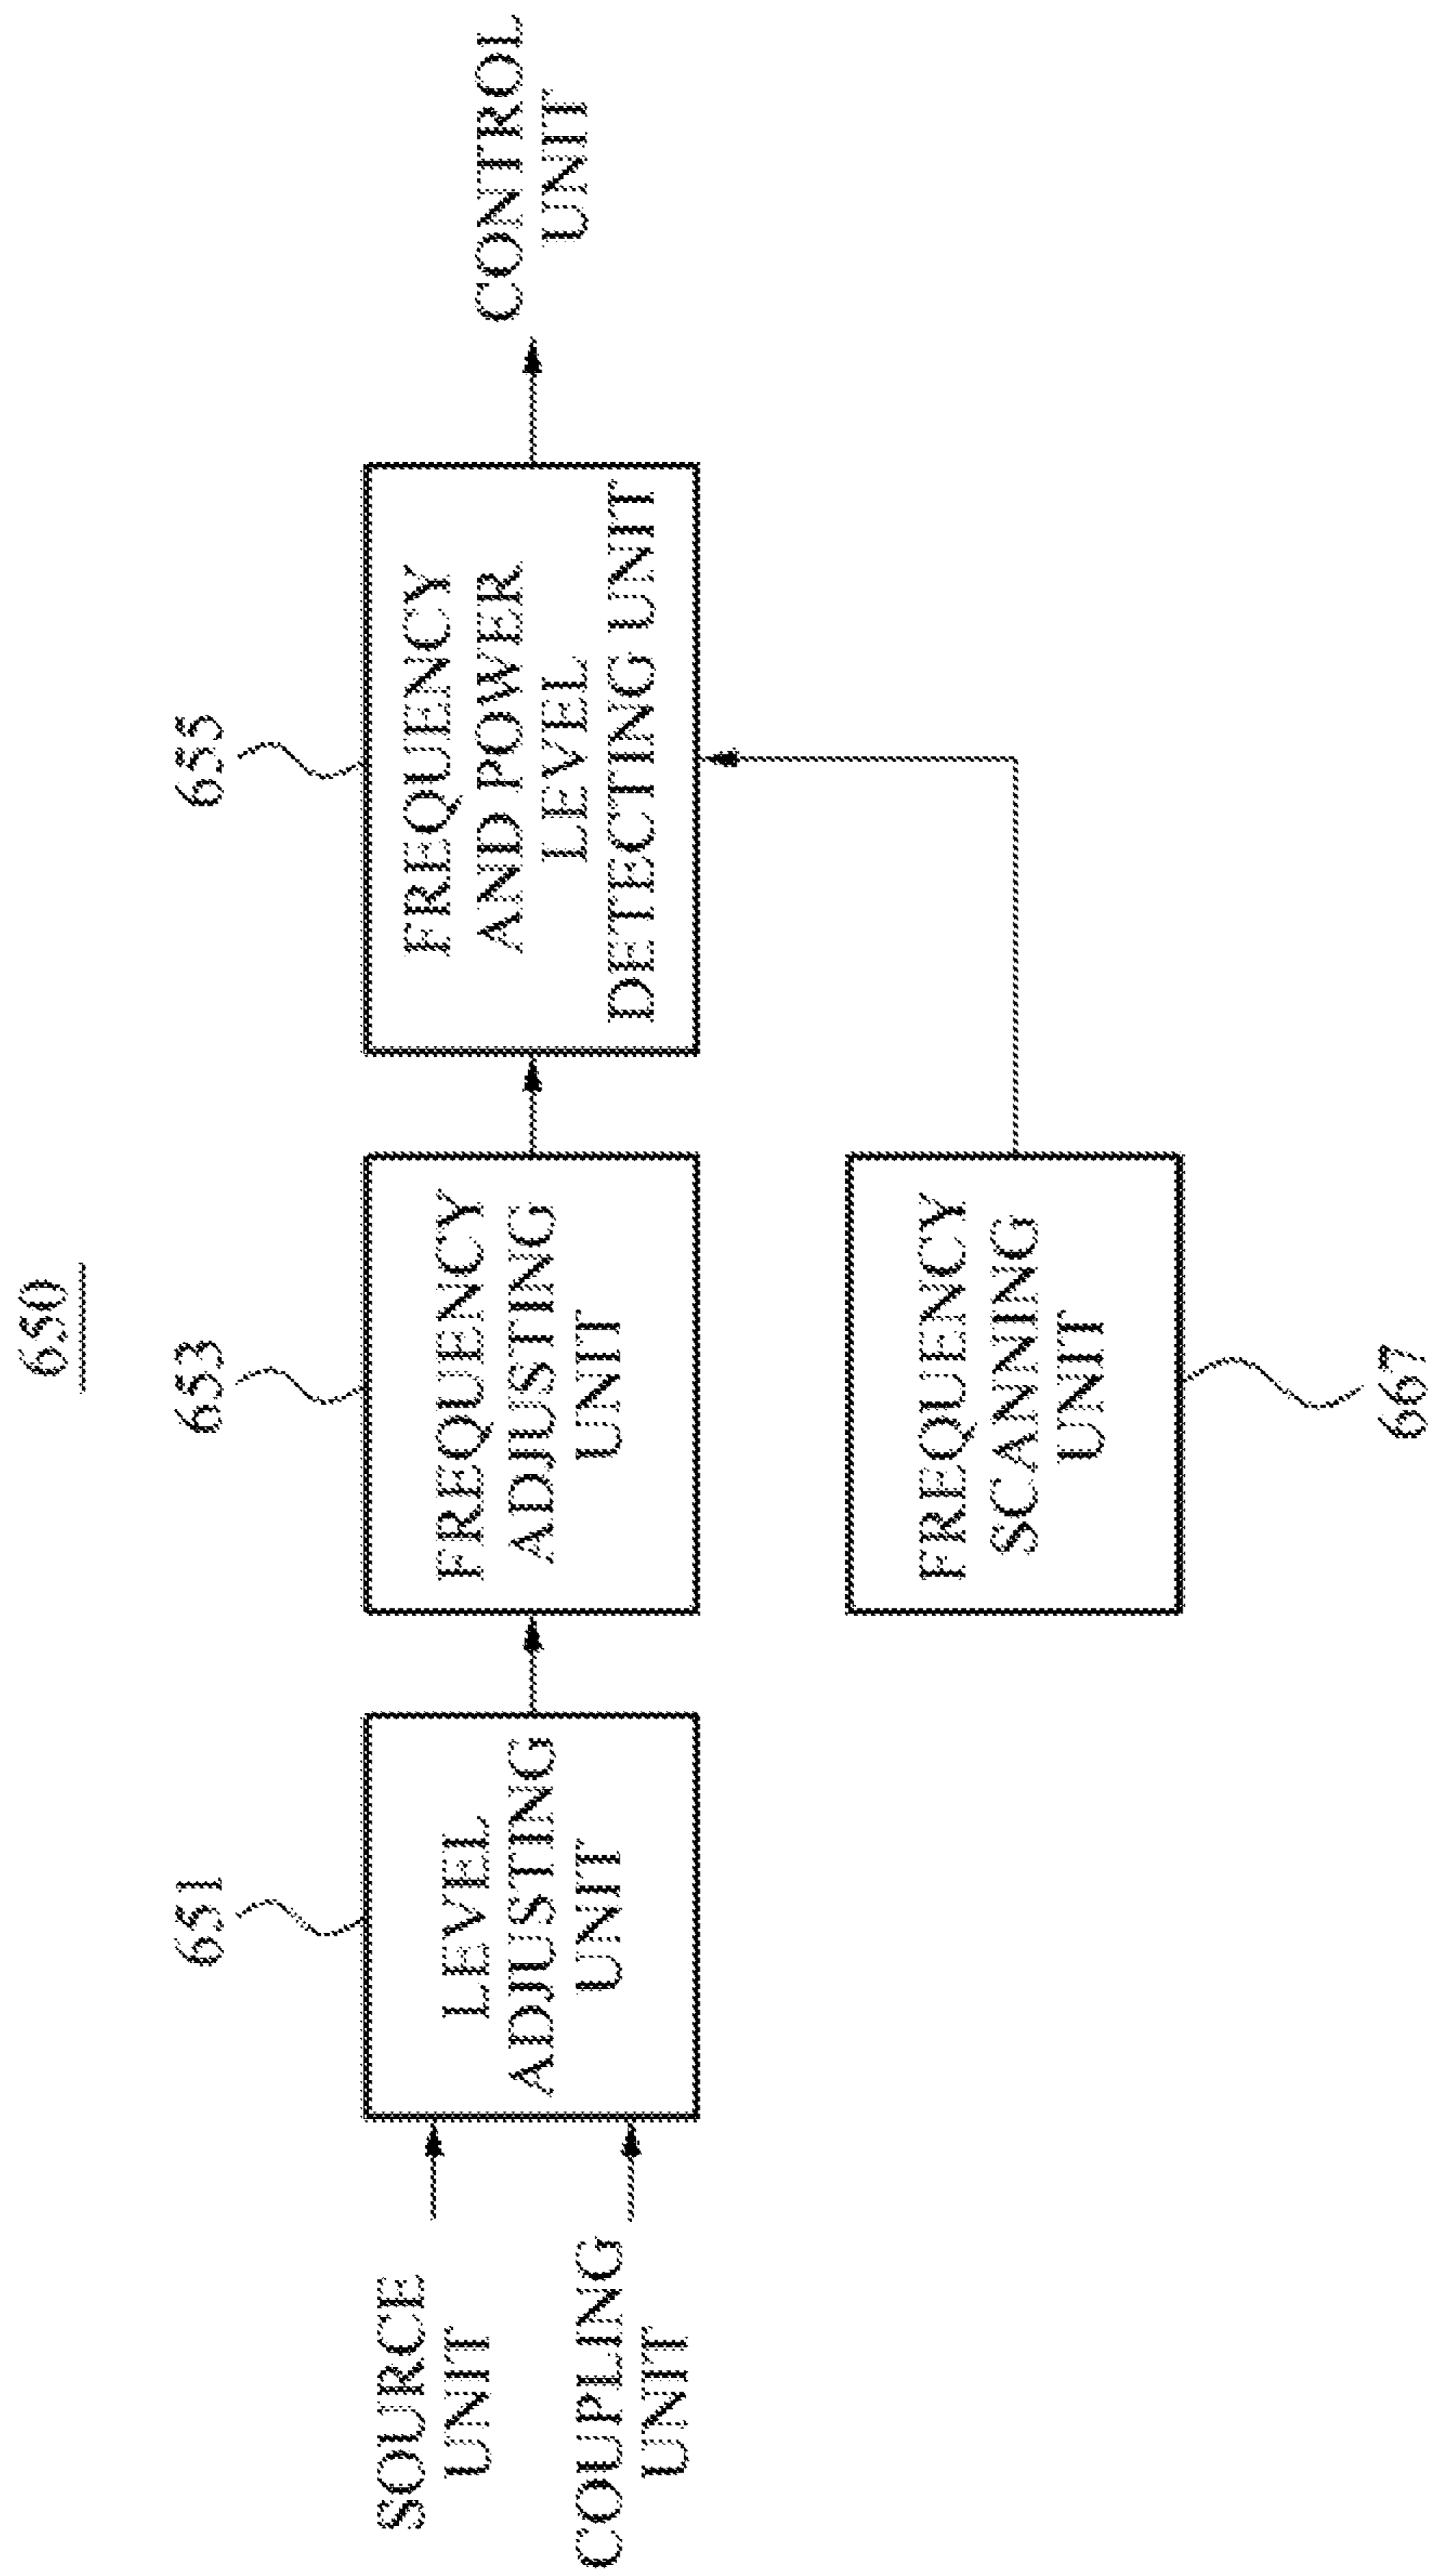 650
651
653
655
SOURCE
UNIT
COUPLING
UNIT
LEVEL
ADJUSTING
UNIT
FREQUENCY
ADJUSTING
UNIT
FREQUENCY
AND POWER
LEVEL
DETECTING UNIT
CONTROL
UNIT
FREQUENCY
SCANNING
UNIT
667